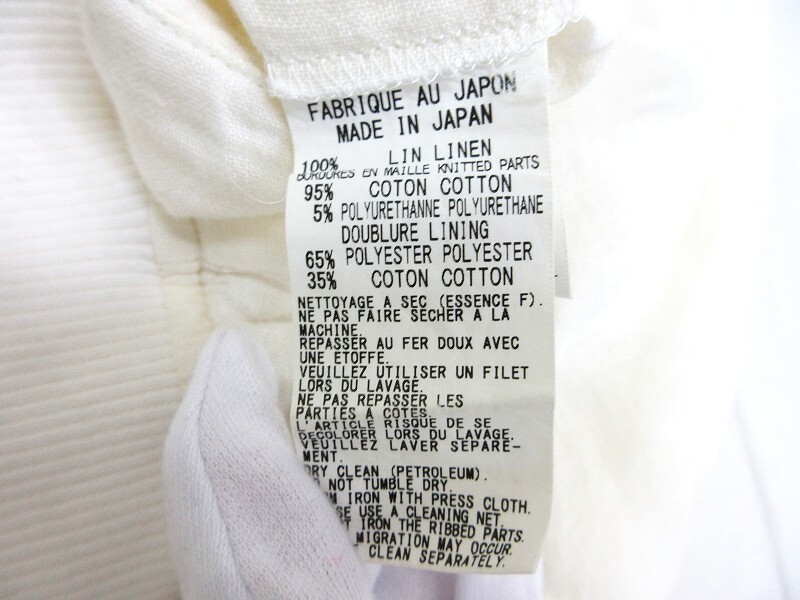 FABRIQUE AU JAPON
MADE IN JAPAN
100% LIN LINEN
BORDURES EN MAILLE KNITTED PARTS
95% COTON COTTON
5% POLYURETHANNE POLYURETHANE
DOUBLURE LINING
65% POLYESTER POLYESTER
35% COTON COTTON
NETTOYAGE A SEC (ESSENCE F).
NE PAS FAIRE SECHER A LA
MACHINE.
REPASSER AU FER DOUX AVEC
UNE ETOFFE.
VEUILLEZ UTILISER UN FILET
LORS DU LAVAGE.
NE PAS REPASSER LES
PARTIES A COTES.
L'ARTICLE RISQUE DE SE
DECOLORER LORS DU LAVAGE.
VEUILLEZ LAVER SEPARE-
MENT.
DRY CLEAN (PETROLEUM).
NOT TUMBLE DRY.
IRON WITH PRESS CLOTH.
USE A CLEANING NET.
IRON THE RIBBED PARTS.
MIGRATION MAY OCCUR.
CLEAN SEPARATELY.